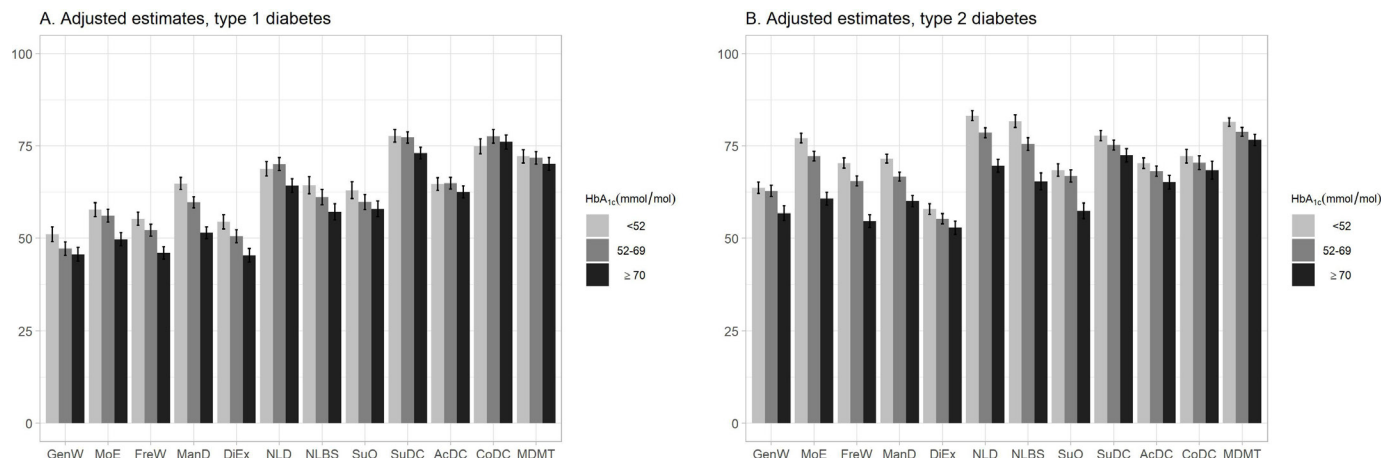 A. Adjusted estimates, type 1 diabetes
100
75
50
25
0
GenW MoE FreW ManD DiEx NLD NLBS SuO SuDC AcDC CoDC MDMT
HbA1c(mmol/mol)
<52
52-69
≥ 70
B. Adjusted estimates, type 2 diabetes
100
75
50
25
0
GenW MoE FreW ManD DiEx NLD NLBS SuO SuDC AcDC CoDC MDMT
HbA1c(mmol/mol)
<52
52-69
≥ 70